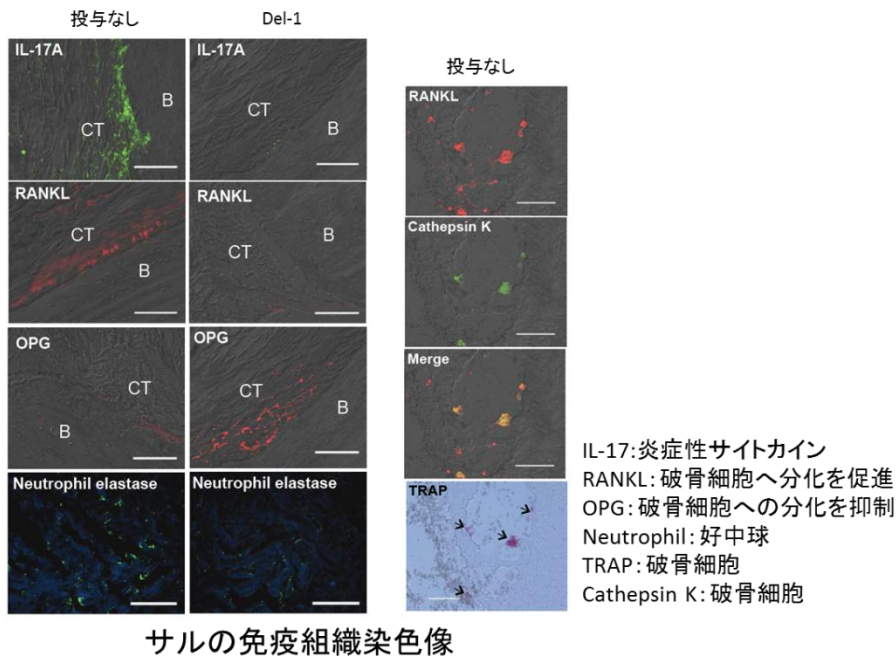 投与なし
Del-1
IL-17A
CT
B
IL-17A
CT
B
RANKL
CT
B
RANKL
CT
B
OPG
CT
B
OPG
CT
B
Neutrophil elastase
Neutrophil elastase
投与なし
RANKL
Cathepsin K
Merge
TRAP
IL-17:炎症性サイトカイン
RANKL:破骨細胞へ分化を促進
OPG:破骨細胞への分化を抑制
Neutrophil:好中球
TRAP:破骨細胞
Cathepsin K:破骨細胞
サルの免疫組織染色像